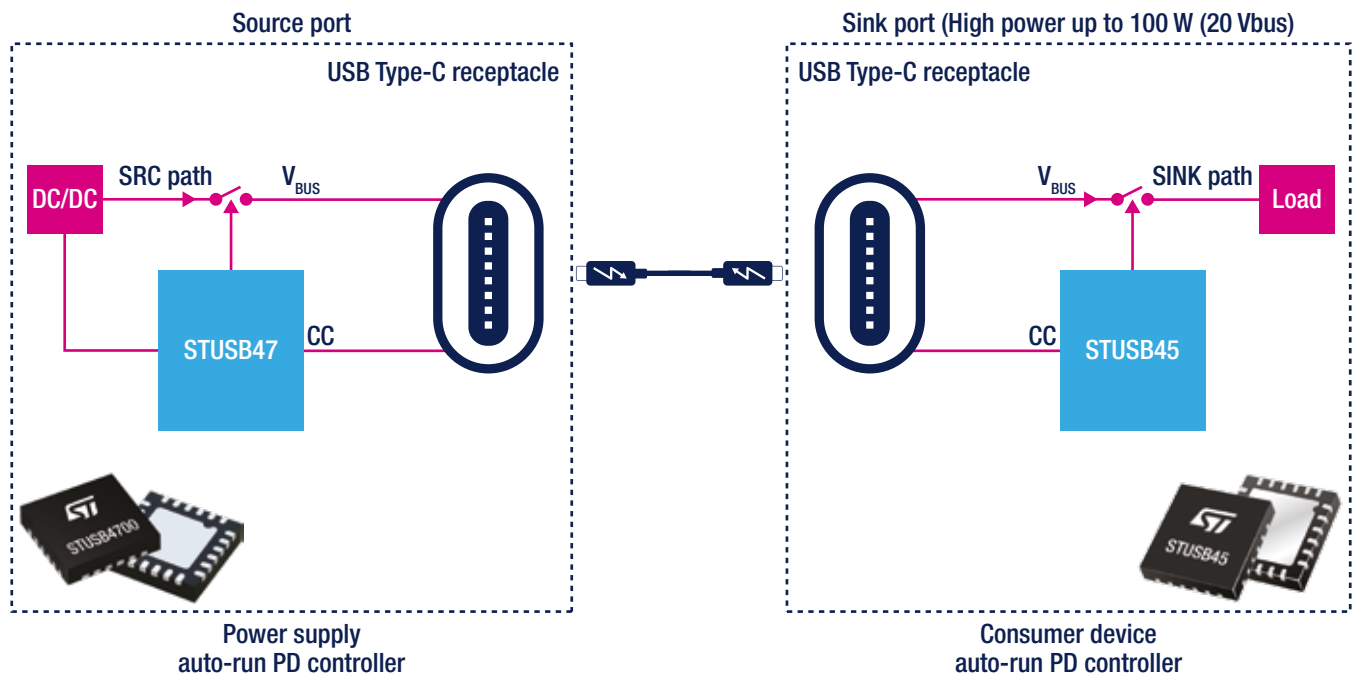 Source port
Sink port (High power up to 100 W (20 Vbus)
USB Type-C receptacle
USB Type-C receptacle
DC/DC
SRC path
VBUS
VBUS
SINK path
Load
STUSB47
CC
CC
STUSB45
ST
STUSB4700
ST
STUSB45
Power supply
auto-run PD controller
Consumer device
auto-run PD controller